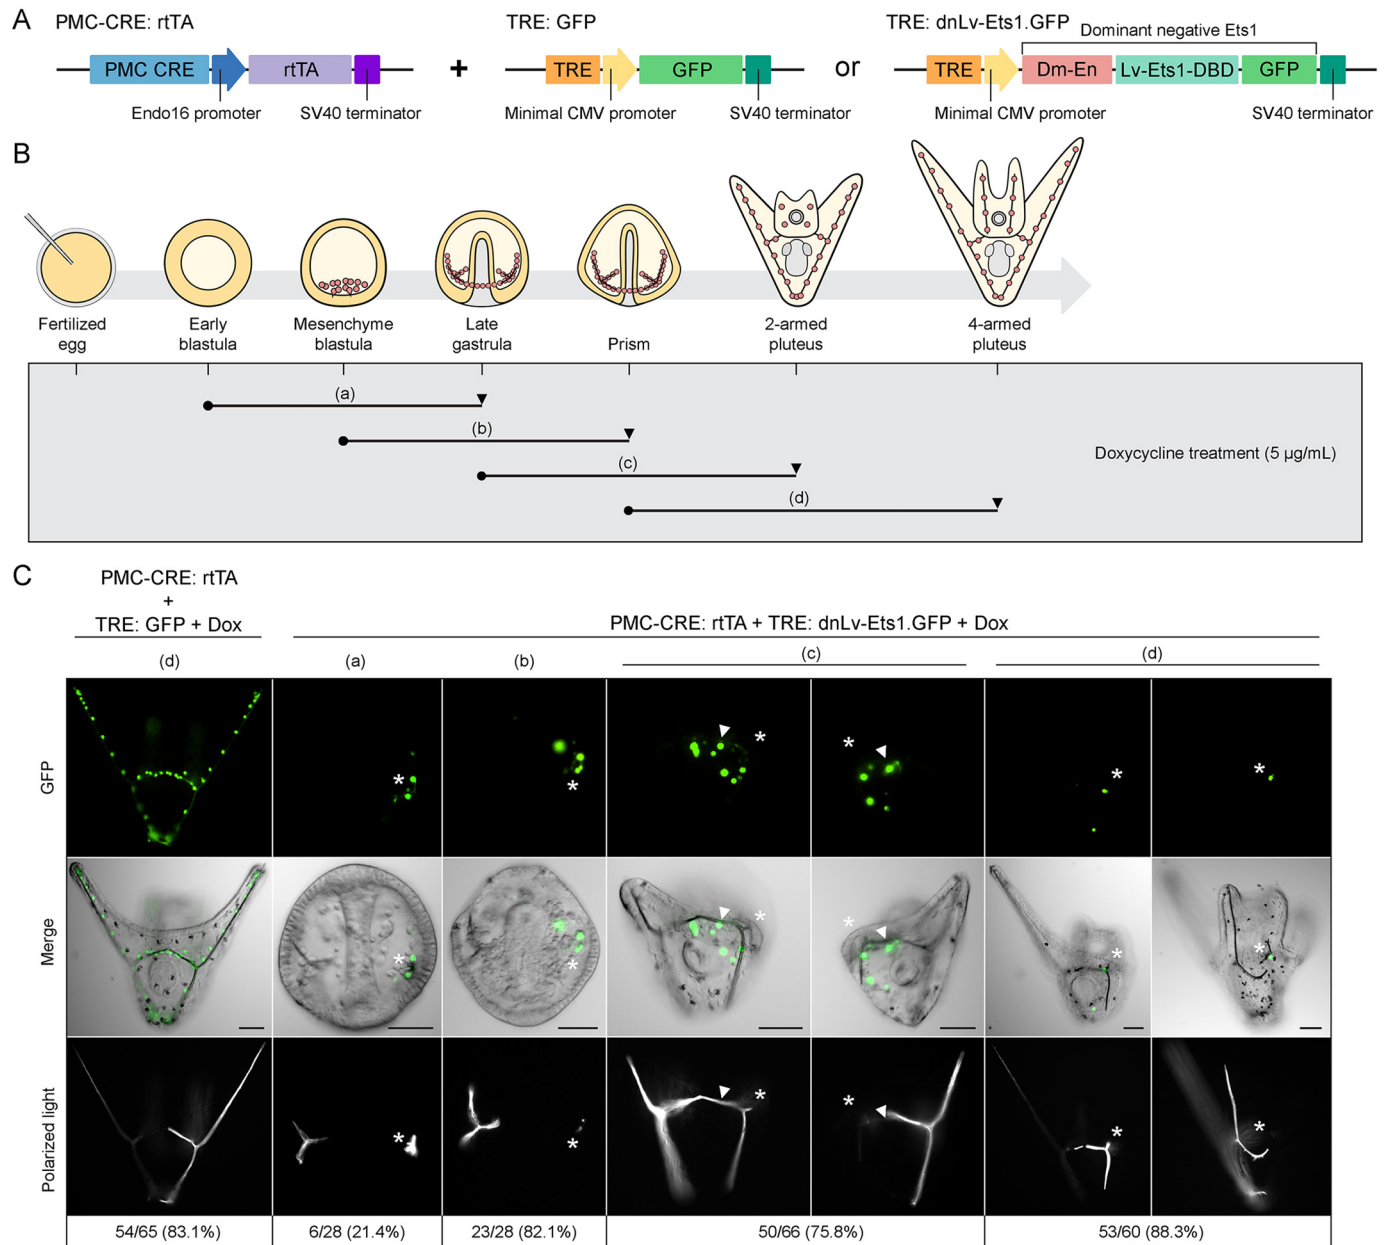 A
PMC-CRE: rtTA
TRE: GFP
TRE: dnLv-Ets1.GFP
Dominant negative Ets1
PMC CRE
rtTA
+
TRE
GFP
or
TRE
Dm-En
Lv-Ets1-DBD
GFP
Endo16 promoter
SV40 terminator
Minimal CMV promoter
SV40 terminator
Minimal CMV promoter
SV40 terminator
B
Fertilized
egg
Early
blastula
Mesenchyme
blastula
Late
gastrula
Prism
2-armed
pluteus
4-armed
pluteus
(a)
(b)
(c)
(d)
Doxycycline treatment (5 µg/mL)
C
PMC-CRE: rtTA
+
TRE: GFP + Dox
PMC-CRE: rtTA + TRE: dnLv-Ets1.GFP + Dox
(d)
(a)
(b)
(c)
(d)
GFP
* * * * * *
Merge
* * * * * *
Polarized light
* * * * * *
54/65 (83.1%)
6/28 (21.4%)
23/28 (82.1%)
50/66 (75.8%)
53/60 (88.3%)